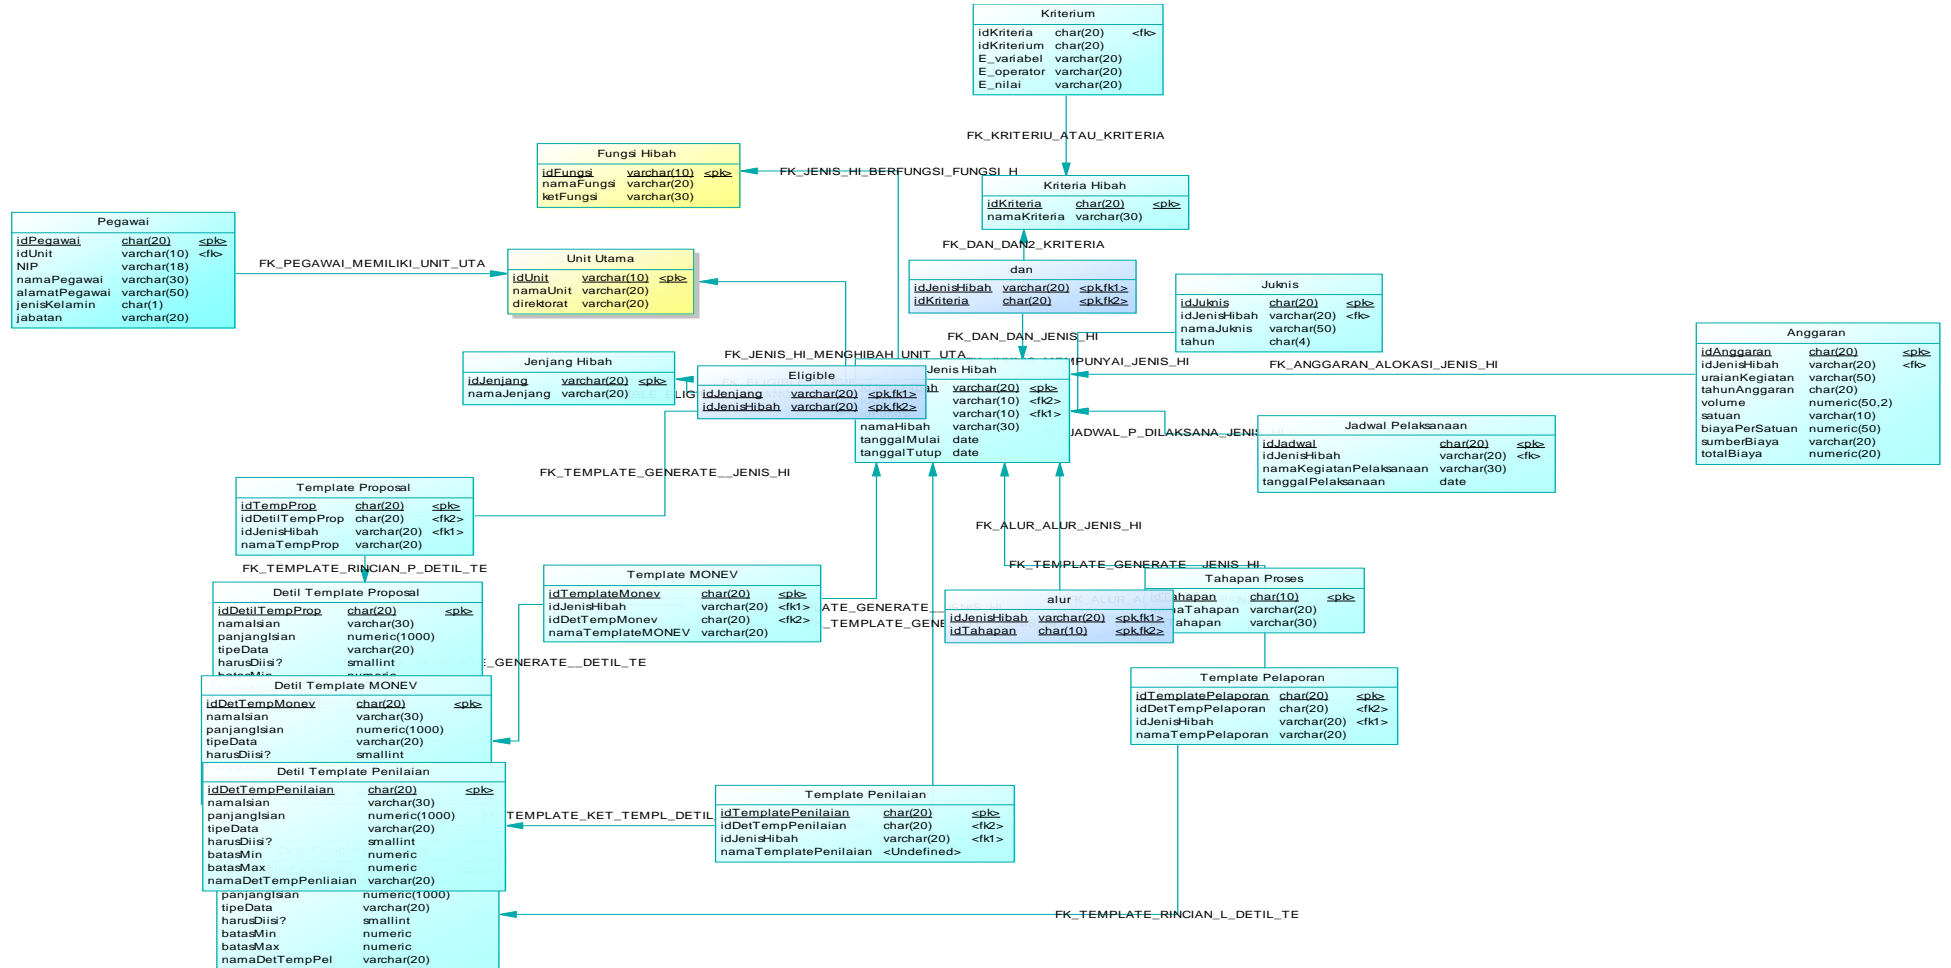 Kriterium
idKriteria char(20) <fk>
idKriterium char(20)
E_variabel varchar(20)
E_operator varchar(20)
E_nilai varchar(20)
FK_KRITERIU_ATAU_KRITERIA
Fungsi Hibah
idFungsi varchar(10) <pk>
namaFungsi varchar(20)
ketFungsi varchar(30)
FK_JENIS_HI_BERFUNGSI_FUNGSI_H
Kriteria Hibah
idKriteria char(20) <pk>
namaKriteria varchar(30)
Pegawai
idPegawai char(20) <pk>
idUnit varchar(10) <fk>
NIP varchar(18)
namaPegawai varchar(30)
alamatPegawai varchar(50)
jenisKelamin char(1)
jabatan varchar(20)
FK_PEGAWAI_MEMILIKI_UNIT_UTA
Unit Utama
idUnit varchar(10) <pk>
namaUnit varchar(20)
direktorat varchar(20)
FK_DAN_DAN2_KRITERIA
dan
idJenisHibah varchar(20) <pk,fk1>
idKriteria char(20) <pk,fk2>
FK_DAN_DAN_JENIS_HI
Juknis
idJuknis char(20) <pk>
idJenisHibah varchar(20) <fk>
namaJuknis varchar(50)
tahun char(4)
FK_ANGGARAN_ALOKASI_JENIS_HI
Anggaran
idAnggaran char(20) <pk>
idJenisHibah varchar(20) <fk>
uraianKegiatan varchar(50)
tahunAnggaran char(20)
volume numeric(50,2)
satuan varchar(10)
biayaPerSatuan numeric(50)
sumberBiaya varchar(20)
totalBiaya numeric(20)
FK_JENIS_HI_MENGHIBAH_UNIT_UTA
MPUNYAI_JENIS_HI
Jenjang Hibah
idJenjang varchar(20) <pk>
namaJenjang varchar(20)
Eligible
idJenjang varchar(20) <pk,fk1>
idJenisHibah varchar(20) <pk,fk2>
Jenis Hibah
varchar(20) <pk>
varchar(10) <fk2>
varchar(10) <fk1>
namaHibah varchar(30)
tanggalMulai date
tanggalTutup date
JADWAL_P_DILAKSANA_JENIS_H
Jadwal Pelaksanaan
idJadwal char(20) <pk>
idJenisHibah varchar(20) <fk>
namaKegiatanPelaksanaan varchar(30)
tanggalPelaksanaan date
FK_TEMPLATE_GENERATE__JENIS_HI
Template Proposal
idTempProp char(20) <pk>
idDetilTempProp char(20) <fk2>
idJenisHibah varchar(20) <fk1>
namaTempProp varchar(20)
FK_TEMPLATE_RINCIAN_P_DETIL_TE
FK_ALUR_ALUR_JENIS_HI
FK_TEMPLATE_GENERATE__JENIS_HI
Detil Template Proposal
idDetilTempProp char(20) <pk>
namaIsian varchar(30)
panjangIsian numeric(1000)
tipeData varchar(20)
harusDiisi? smallint
batasMin numeric
_GENERATE__DETIL_TE
Template MONEV
idTemplateMonev char(20) <pk>
idJenisHibah varchar(20) <fk1>
idDetTempMonev char(20) <fk2>
namaTemplateMONEV varchar(20)
LATE_GENERATE_
_TEMPLATE_GENE
Tahapan Proses
idTahapan char(10) <pk>
naTahapan varchar(20)
Tahapan varchar(30)
alur
idJenisHibah varchar(20) <pk,fk1>
idTahapan char(10) <pk,fk2>
Template Pelaporan
idTemplatePelaporan char(20) <pk>
idDetTempPelaporan char(20) <fk2>
idJenisHibah varchar(20) <fk1>
namaTempPelaporan varchar(20)
Detil Template MONEV
idDetTempMonev char(20) <pk>
namaIsian varchar(30)
panjangIsian numeric(1000)
tipeData varchar(20)
harusDiisi? smallint
Detil Template Penilaian
idDetTempPenilaian char(20) <pk>
namaIsian varchar(30)
panjangIsian numeric(1000)
tipeData varchar(20)
harusDiisi? smallint
batasMin numeric
batasMax numeric
namaDetTempPenliaian varchar(20)
TEMPLATE_KET_TEMPL_DETIL_
Template Penilaian
idTemplatePenilaian char(20) <pk>
idDetTempPenilaian char(20) <fk2>
idJenisHibah varchar(20) <fk1>
namaTemplatePenilaian <Undefined>
panjangIsian numeric(1000)
tipeData varchar(20)
harusDiisi? smallint
batasMin numeric
batasMax numeric
namaDetTempPel varchar(20)
FK_TEMPLATE_RINCIAN_L_DETIL_TE